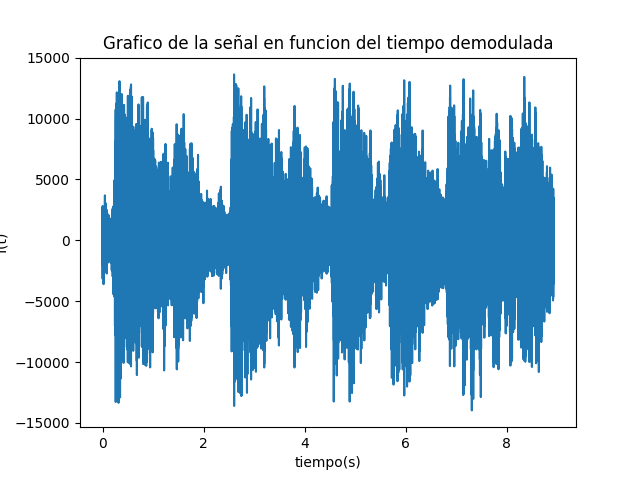 Grafico de la señal en funcion del tiempo demodulada
15000
10000
5000
0
−5000
−10000
−15000
0 2 4 6 8
tiempo(s)